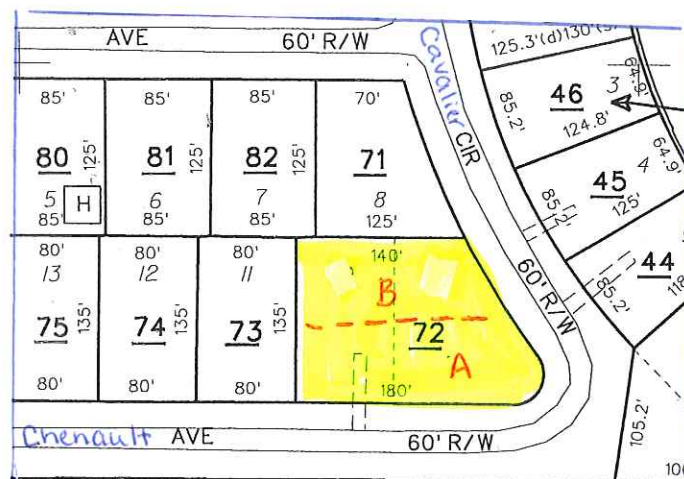 AVE 60' R/W
Cavalier CIR
60' R/W
125.3'(d)130'(s)
85.2' 46 3 64.9'
124.8'
85.2' 45 4 64.9'
125'
85.2' 44
118
105.2'
100
85' 85' 85' 70'
80 125' 81 125' 82 125' 71
5 H 6 7 8
85' 85' 85' 125'
80' 80' 80' 140'
13 12 11
B
75 135' 74 135' 73 135' 72
A
80' 80' 80' 180'
Chenault AVE 60' R/W